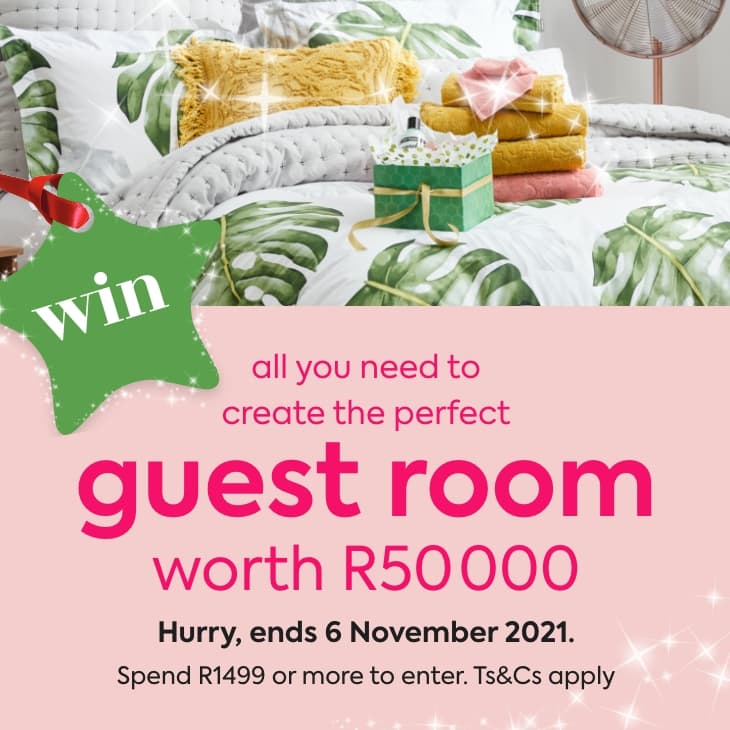 win
all you need to
create the perfect
guest room
worth R50 000
Hurry, ends 6 November 2021.
Spend R1499 or more to enter. Ts&Cs apply